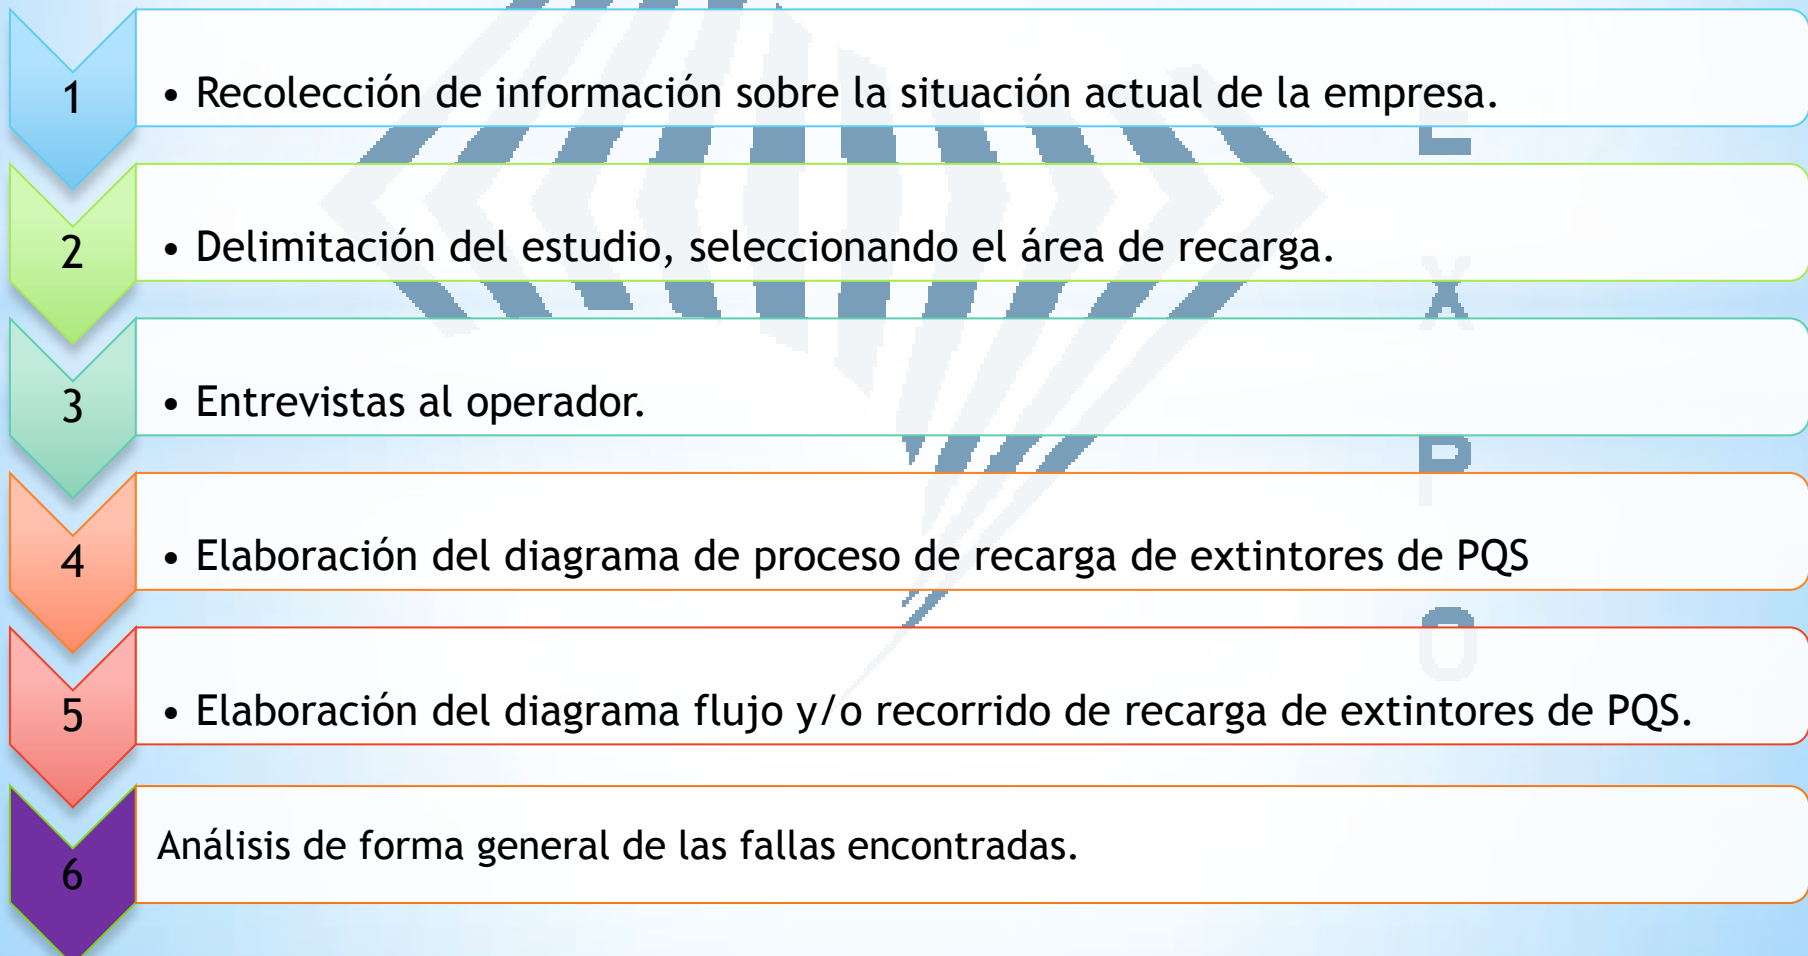 1
• Recolección de información sobre la situación actual de la empresa.
2
• Delimitación del estudio, seleccionando el área de recarga.
3
• Entrevistas al operador.
4
• Elaboración del diagrama de proceso de recarga de extintores de PQS
5
• Elaboración del diagrama flujo y/o recorrido de recarga de extintores de PQS.
6
Análisis de forma general de las fallas encontradas.
E
X
P
O